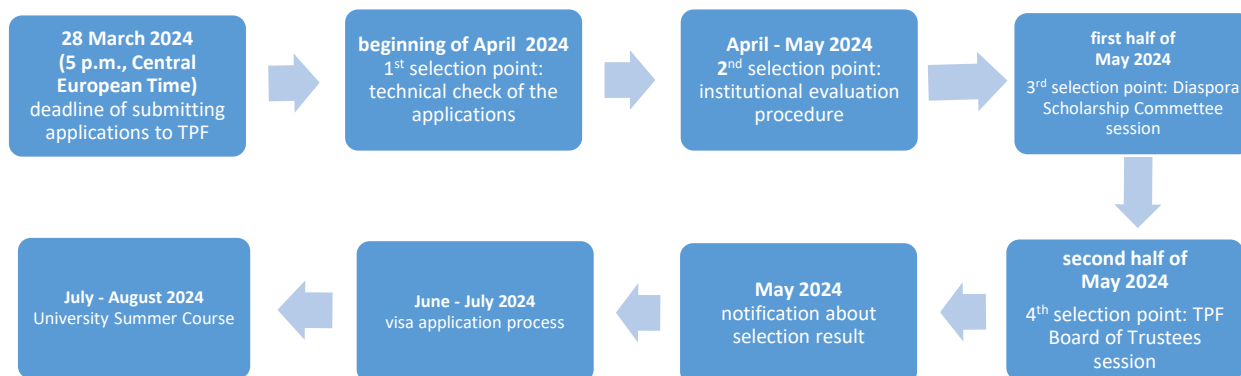 28 March 2024
(5 p.m., Central
European Time)
deadline of submitting
applications to TPF
beginning of April 2024
1st selection point:
technical check of the
applications
April - May 2024
2nd selection point:
institutional evaluation
procedure
first half of
May 2024
3rd selection point: Diaspora
Scholarship Committee
session
second half of
May 2024
4th selection point: TPF
Board of Trustees
session
May 2024
notification about
selection result
June - July 2024
visa application process
July - August 2024
University Summer Course